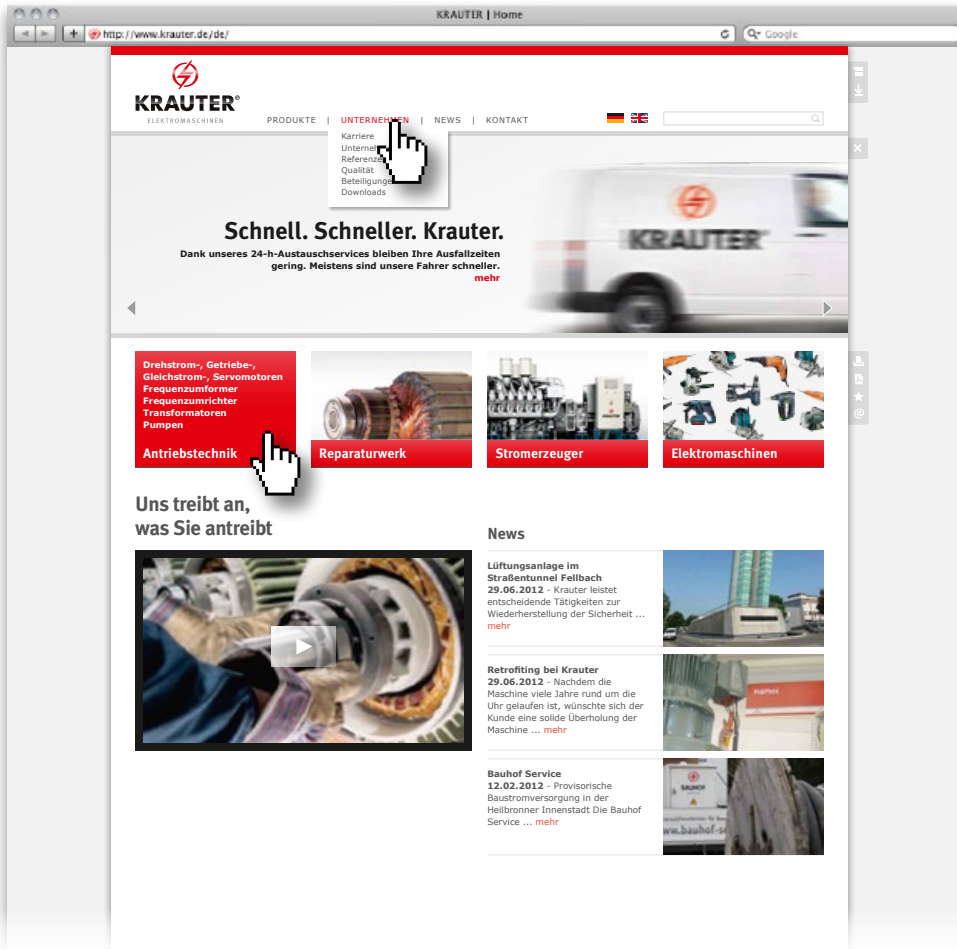 KRAUTER | Home
http://www.krauter.de/de/
Google
KRAUTER®
ELEKTROMASCHINEN
PRODUKTE | UNTERNEHMEN | NEWS | KONTAKT
Karriere
Qualität
Downloads
KRAUTER
Schnell. Schneller. Krauter.
Dank unseres 24-h-Austauschservices bleiben Ihre Ausfallzeiten
gering. Meistens sind unsere Fahrer schneller.
mehr
Drehstrom-, Getriebe-,
Gleichstrom-, Servomotoren
Frequenzumformer
Frequenzumrichter
Transformatoren
Pumpen
Antriebstechnik
Reparaturwerk
Stromerzeuger
Elektromaschinen
Uns treibt an,
was Sie antreibt
News
Lüftungsanlage im
Straßentunnel Fellbach
29.06.2012 - Krauter leistet
entscheidende Tätigkeiten zur
Wiederherstellung der Sicherheit ...
mehr
Retrofiting bei Krauter
29.06.2012 - Nachdem die
Maschine viele Jahre rund um die
Uhr gelaufen ist, wünschte sich der
Kunde eine solide Überholung der
Maschine ... mehr
Bauhof Service
12.02.2012 - Provisorische
Baustromversorgung in der
Heilbronner Innenstadt Die Bauhof
Service ... mehr
BAUHOF